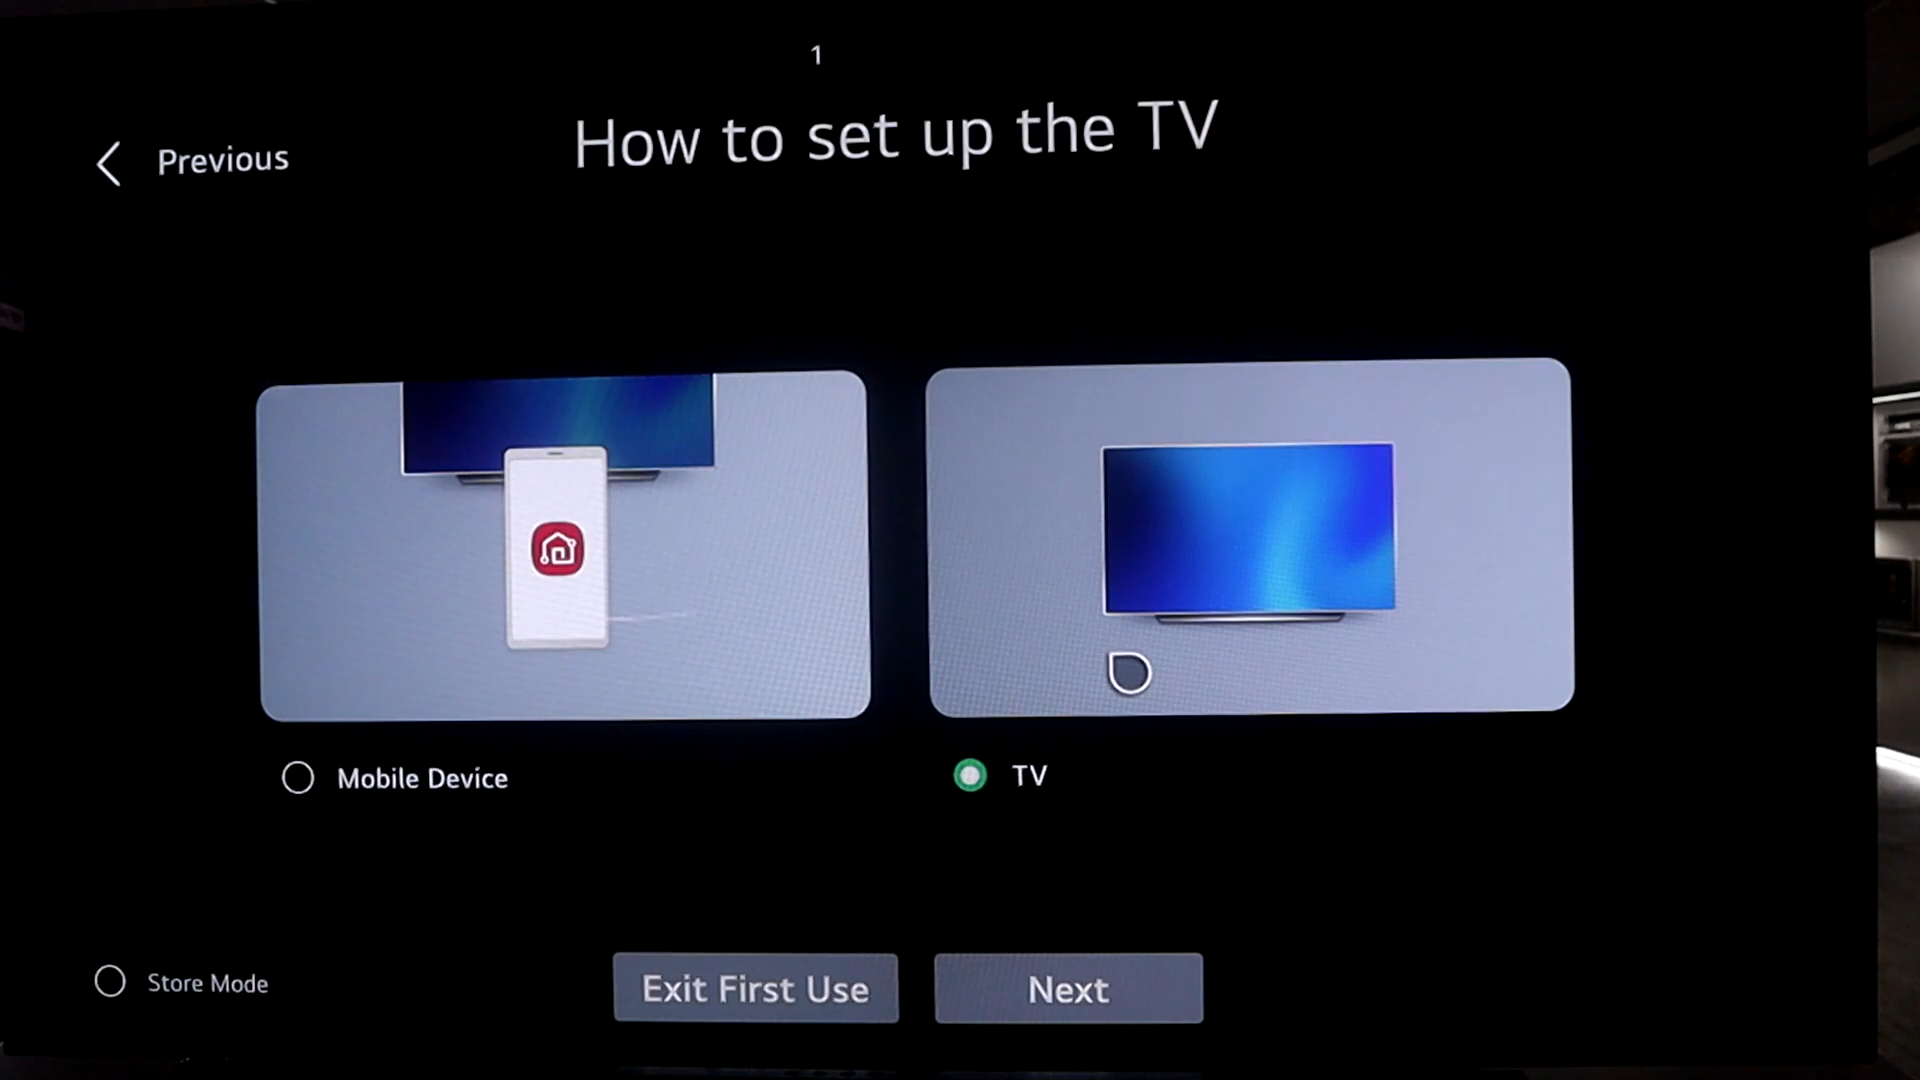 1
Previous
How to set up the TV
Mobile Device
TV
Store Mode
Exit First Use
Next